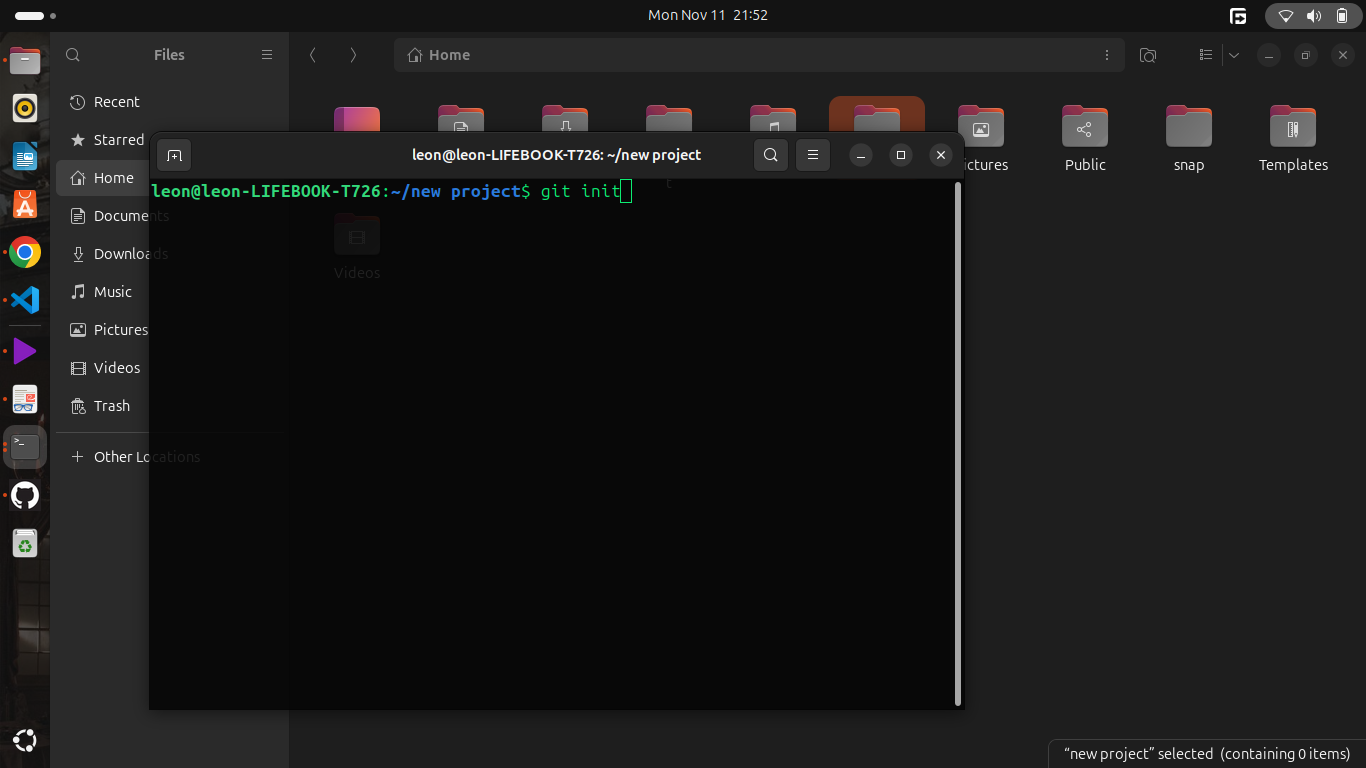 Mon Nov 11 21:52
Files
Home
Recent
Starred
Home
Documents
Downloads
Music
Pictures
Videos
Trash
Other Locations
Public
snap
Templates
Videos
leon@leon-LIFEBOOK-T726: ~/new project
leon@leon-LIFEBOOK-T726:~/new project$ git init
“new project” selected (containing 0 items)